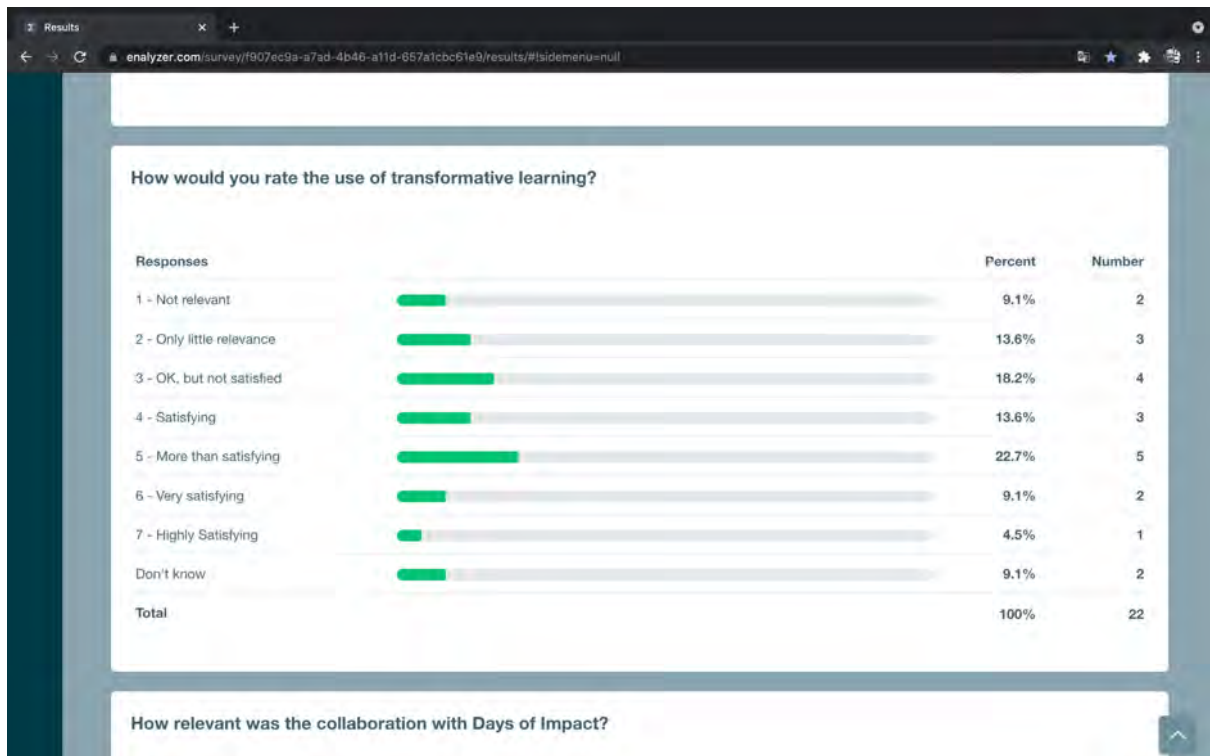 Results
enalyzer.com/survey/f907ec9a-a7ad-4b46-a11d-657a1cbc61e9/results/#!sidemenu=null
How would you rate the use of transformative learning?
Responses Percent Number
1 - Not relevant 9.1% 2
2 - Only little relevance 13.6% 3
3 - OK, but not satisfied 18.2% 4
4 - Satisfying 13.6% 3
5 - More than satisfying 22.7% 5
6 - Very satisfying 9.1% 2
7 - Highly Satisfying 4.5% 1
Don't know 9.1% 2
Total 100% 22
How relevant was the collaboration with Days of Impact?